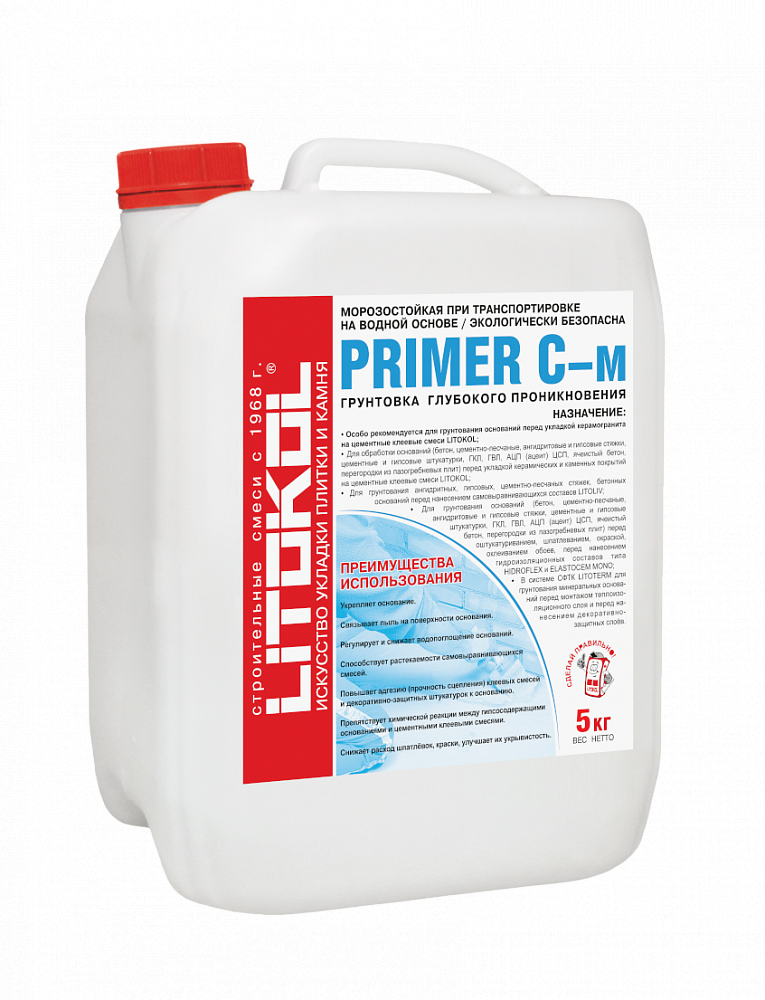 строительные смеси с 1968 г.
LITOKOL®
ИСКУССТВО УКЛАДКИ ПЛИТКИ И КАМНЯ
МОРОЗОСТОЙКАЯ ПРИ ТРАНСПОРТИРОВКЕ
НА ВОДНОЙ ОСНОВЕ / ЭКОЛОГИЧЕСКИ БЕЗОПАСНА
PRIMER C–м
ГРУНТОВКА ГЛУБОКОГО ПРОНИКНОВЕНИЯ
НАЗНАЧЕНИЕ:
• Особо рекомендуется для грунтования оснований перед укладкой керамогранита
на цементные клеевые смеси LITOKOL;
• Для обработки оснований (бетон, цементно-песчаные, ангидритовые и гипсовые стяжки,
цементные и гипсовые штукатурки, ГКЛ, ГВЛ, АЦП (ацеит) ЦСП, ячеистый бетон,
перегородки из пазогребневых плит) перед укладкой керамических и каменных покрытий
на цементные клеевые смеси LITOKOL;
• Для грунтования ангидритных, гипсовых, цементно-песчаных стяжек, бетонных
оснований перед нанесением самовыравнивающихся составов LITOLIV;
• Для грунтования оснований (бетон, цементно-песчаные,
ангидритовые и гипсовые стяжки, цементные и гипсовые
штукатурки, ГКЛ, ГВЛ, АЦП (ацеит) ЦСП, ячеистый
бетон, перегородки из пазогребневых плит) перед
оштукатуриванием, шпатлеванием, окраской,
оклеиванием обоев, перед нанесением
гидроизоляционных составов типа
HIDROFLEX и ELASTOCEM MONO;
• В системе СФТК LITOTERM для
грунтования минеральных основа-
ний перед монтажом теплоизо-
ляционного слоя и перед на-
несением декоративно-
защитных слоёв.
ПРЕИМУЩЕСТВА
ИСПОЛЬЗОВАНИЯ
Укрепляет основание.
Связывает пыль на поверхности основания.
Регулирует и снижает водопоглощение оснований.
Способствует растекаемости самовыравнивающихся
смесей.
Повышает адгезию (прочность сцепления) клеевых смесей
и декоративно-защитных штукатурок к основанию.
Препятствует химической реакции между гипсосодержащими
основаниями и цементными клеевыми смесями.
Снижает расход шпатлёвок, краски, улучшает их укрывистость.
СДЕЛАЙ ПРАВИЛЬНО!
LITOKOL
5 кг
ВЕС НЕТТО